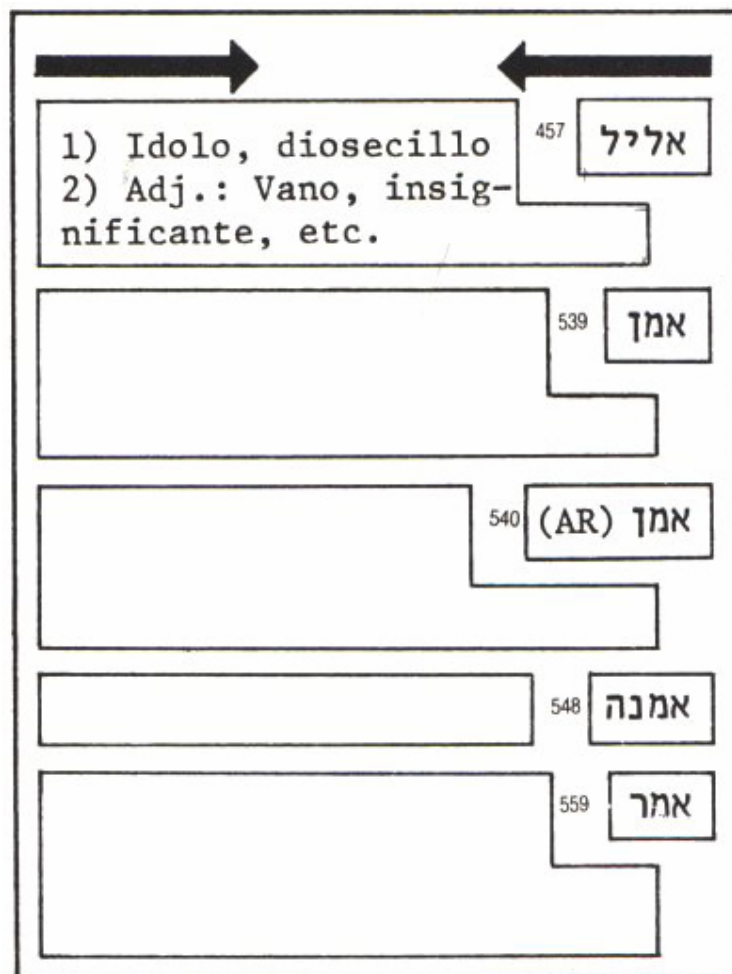 1) Idolo, diosecillo 457 אליל
2) Adj.: Vano, insig-
nificante, etc.
539 אמן
540 (AR) אמן
548 אמנה
559 אמר